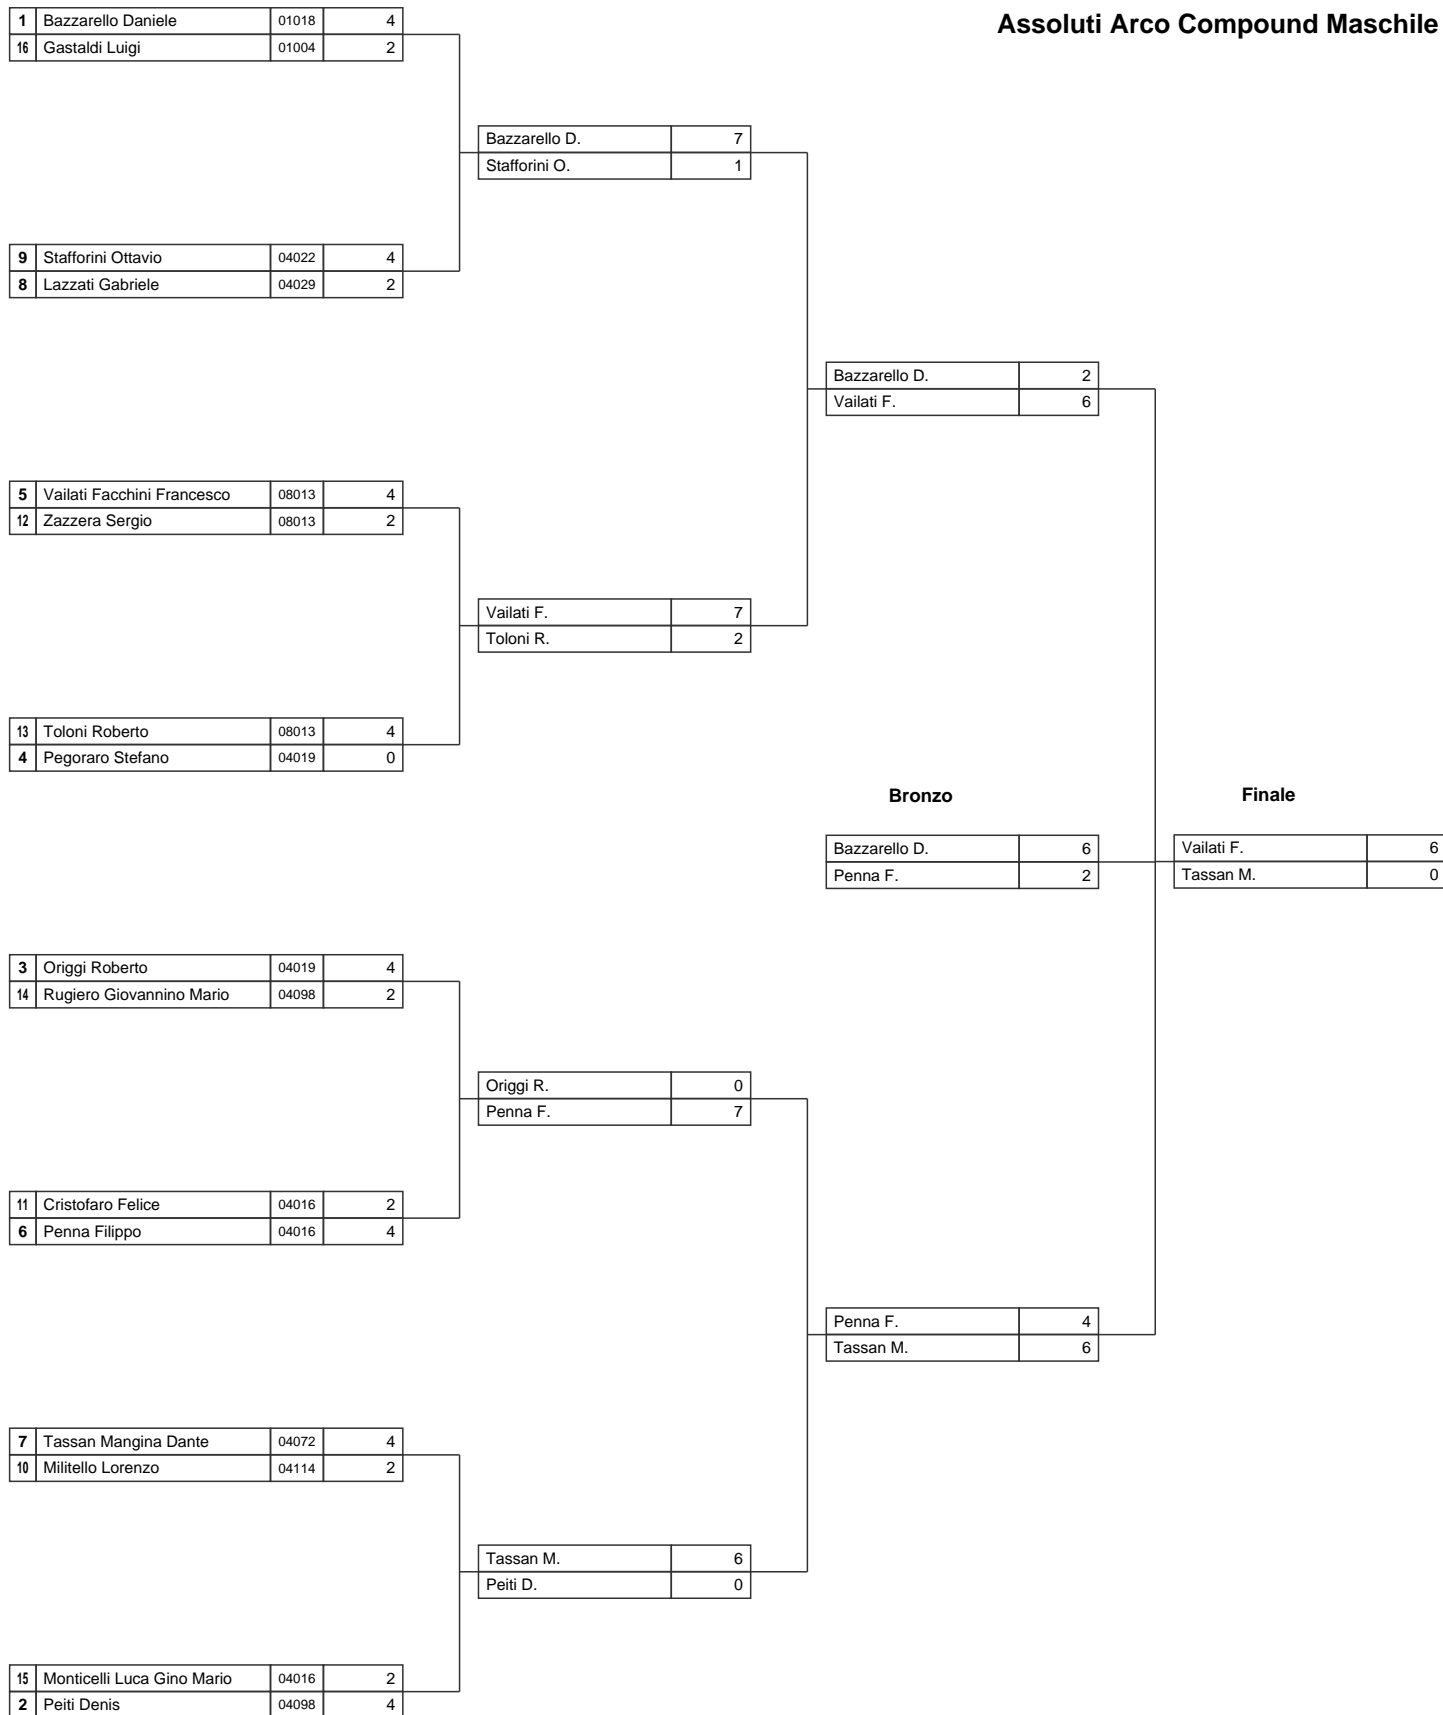 Assoluti Arco Compound Maschile
1 Bazzarello Daniele 01018 4
16 Gastaldi Luigi 01004 2
Bazzarello D. 7
Stafforini O. 1
9 Stafforini Ottavio 04022 4
8 Lazzati Gabriele 04029 2
Bazzarello D. 2
Vailati F. 6
5 Vailati Facchini Francesco 08013 4
12 Zazzera Sergio 08013 2
Vailati F. 7
Toloni R. 2
13 Toloni Roberto 08013 4
4 Pegoraro Stefano 04019 0
Bronzo Finale
Bazzarello D. 6 Vailati F. 6
Penna F. 2 Tassan M. 0
3 Origgi Roberto 04019 4
14 Rugiero Giovannino Mario 04098 2
Origgi R. 0
Penna F. 7
11 Cristofaro Felice 04016 2
6 Penna Filippo 04016 4
Penna F. 4
Tassan M. 6
7 Tassan Mangina Dante 04072 4
10 Militello Lorenzo 04114 2
Tassan M. 6
Peiti D. 0
15 Monticelli Luca Gino Mario 04016 2
2 Peiti Denis 04098 4